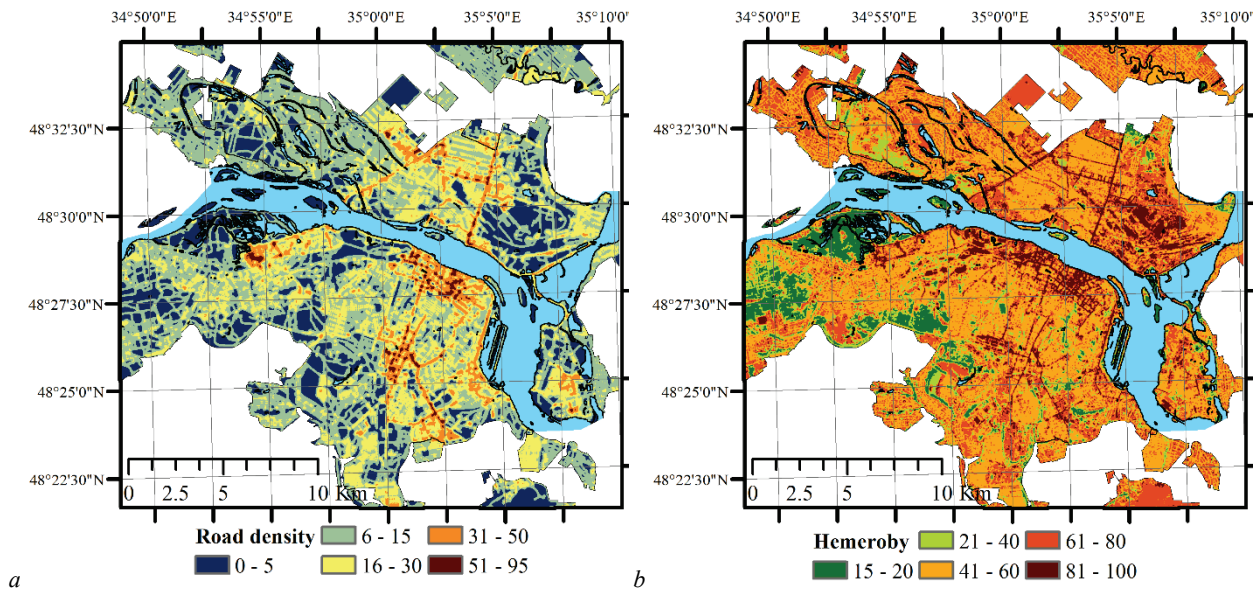 34°50'0"E 34°55'0"E 35°0'0"E 35°5'0"E 35°10'0"E
48°32'30"N
48°30'0"N
48°27'30"N
48°25'0"N
48°22'30"N
0 2.5 5 10 Km
Road density 6 - 15 31 - 50
0 - 5 16 - 30 51 - 95
a
34°50'0"E 34°55'0"E 35°0'0"E 35°5'0"E 35°10'0"E
48°32'30"N
48°30'0"N
48°27'30"N
48°25'0"N
48°22'30"N
0 2.5 5 10 Km
Hemeroby 21 - 40 61 - 80
15 - 20 41 - 60 81 - 100
b